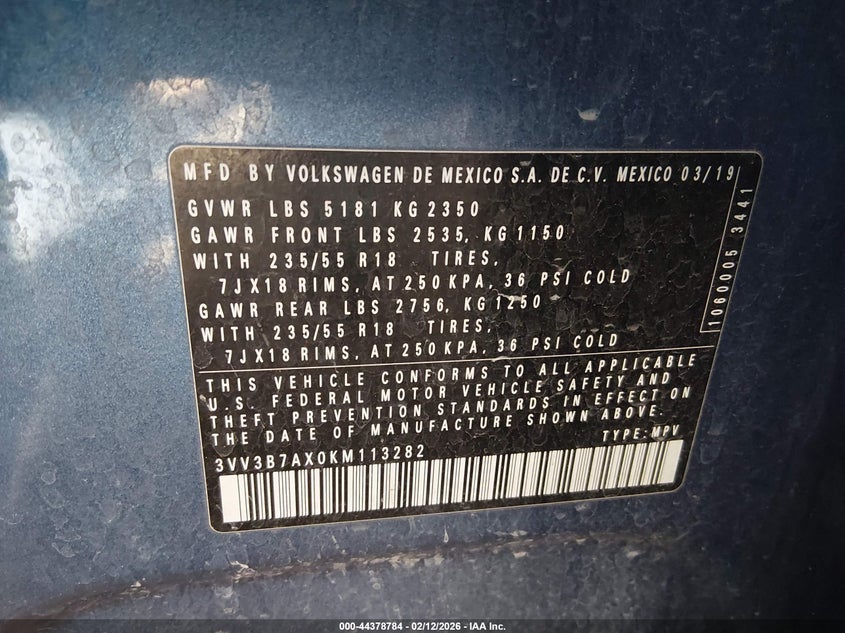 MFD BY VOLKSWAGEN DE MEXICO S.A. DE C.V. MEXICO 03/19
GVWR LBS 5181 KG 2350
GAWR FRONT LBS 2535, KG 1150
WITH 235/55 R18 TIRES,
7JX18 RIMS, AT 250 KPA, 36 PSI COLD
GAWR REAR LBS 2756, KG 1250
WITH 235/55 R18 TIRES,
7JX18 RIMS, AT 250 KPA, 36 PSI COLD
1060005 3441
THIS VEHICLE CONFORMS TO ALL APPLICABLE
U.S. FEDERAL MOTOR VEHICLE SAFETY AND
THEFT PREVENTION STANDARDS IN EFFECT ON
THE DATE OF MANUFACTURE SHOWN ABOVE.
TYPE: MPV
3VV3B7AX0KM113282
000-44378784 - 02/12/2026 - IAA Inc.